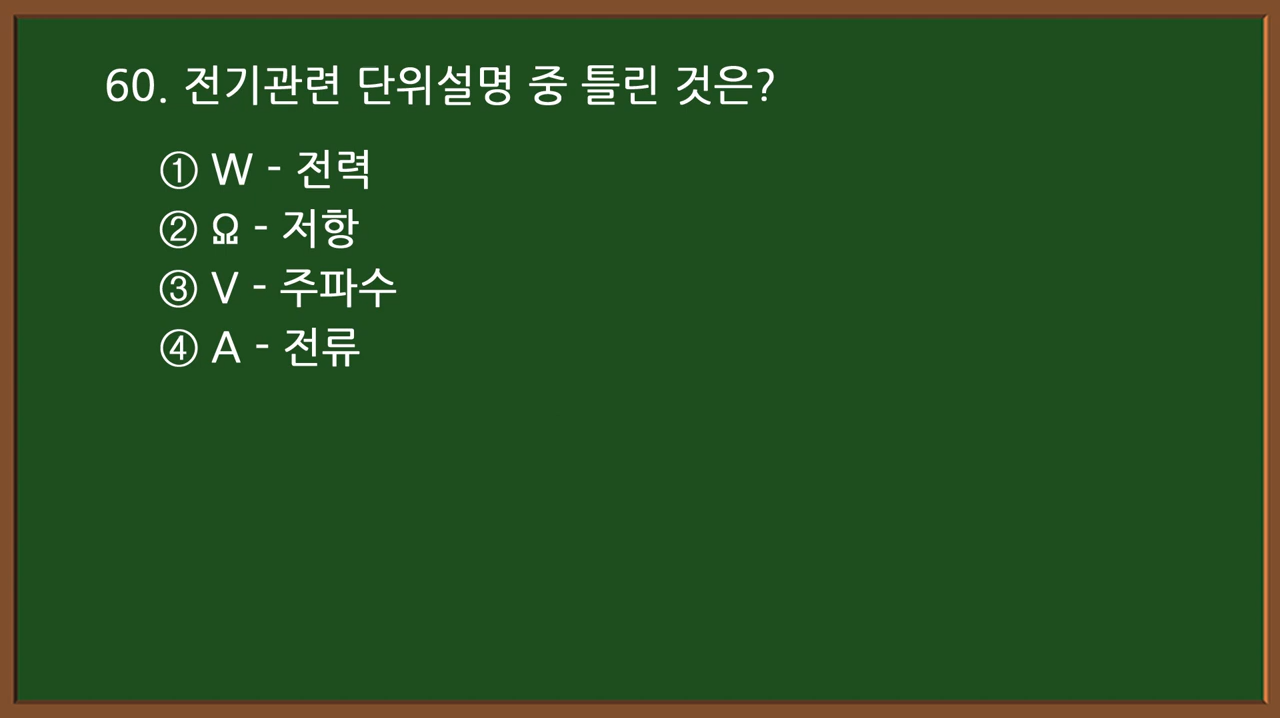 60. 전기관련 단위설명 중 틀린 것은?
① W - 전력
② Ω - 저항
③ V - 주파수
④ A - 전류